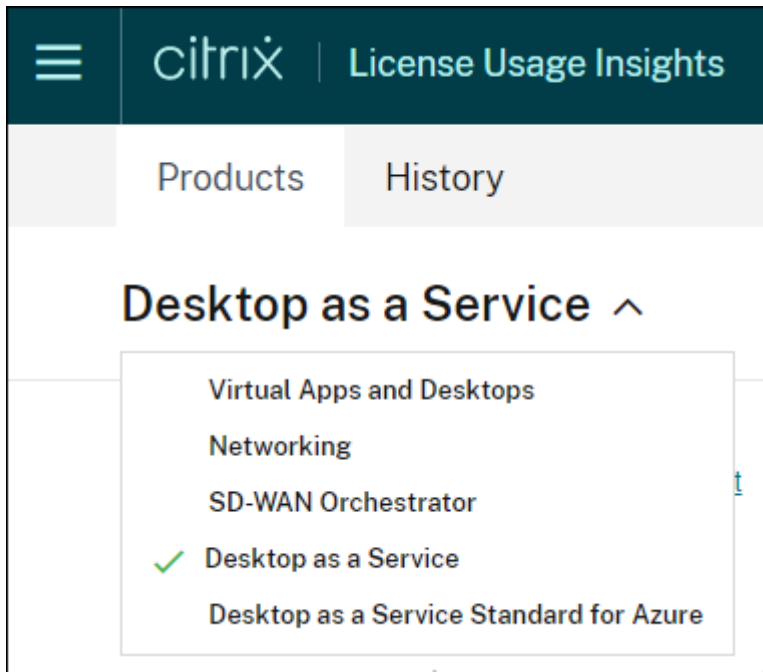 citrix | License Usage Insights
Products History
Desktop as a Service
Virtual Apps and Desktops
Networking
SD-WAN Orchestrator
t
Desktop as a Service
Desktop as a Service Standard for Azure